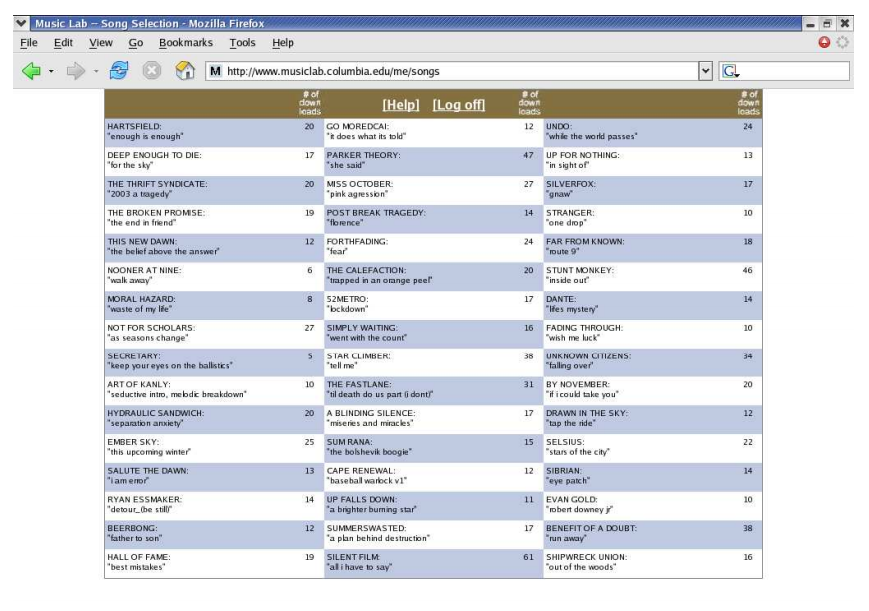 Music Lab -- Song Selection - Mozilla Firefox
File Edit View Go Bookmarks Tools Help
M http://www.musiclab.columbia.edu/me/songs G
# of down loads [Help] [Log off] # of down loads # of down loads
HARTSFIELD: 20 GO MOREDCAI: 12 UNDO: 24
"enough is enough" "it does what its told" "while the world passes"
DEEP ENOUGH TO DIE: 17 PARKER THEORY: 47 UP FOR NOTHING: 13
"for the sky" "she said" "in sight of"
THE THRIFT SYNDICATE: 20 MISS OCTOBER: 27 SILVERFOX: 17
"2003 a tragedy" "pink agression" "gnaw"
THE BROKEN PROMISE: 19 POST BREAK TRAGEDY: 14 STRANGER: 10
"the end in friend" "florence" "one drop"
THIS NEW DAWN: 12 FORTHFADING: 24 FAR FROM KNOWN: 18
"the belief above the answer" "fear" "route 9"
NOONER AT NINE: 6 THE CALEFACTION: 20 STUNT MONKEY: 46
"walk away" "trapped in an orange peel" "inside out"
MORAL HAZARD: 8 52METRO: 17 DANTE: 14
"waste of my life" "lockdown" "lifes mystery"
NOT FOR SCHOLARS: 27 SIMPLY WAITING: 16 FADING THROUGH: 10
"as seasons change" "went with the count" "wish me luck"
SECRETARY: 5 STAR CLIMBER: 38 UNKNOWN CITIZENS: 34
"keep your eyes on the ballistics" "tell me" "falling over"
ART OF KANLY: 10 THE FASTLANE: 31 BY NOVEMBER: 20
"seductive intro, melodic breakdown" "til death do us part (i dont)" "if i could take you"
HYDRAULIC SANDWICH: 20 A BLINDING SILENCE: 17 DRAWN IN THE SKY: 12
"separation anxiety" "miseries and miracles" "tap the ride"
EMBER SKY: 25 SUM RANA: 15 SELSIUS: 22
"this upcoming winter" "the bolshevik boogie" "stars of the city"
SALUTE THE DAWN: 13 CAPE RENEWAL: 12 SIBRIAN: 14
"i am error" "baseball warlock v1" "eye patch"
RYAN ESSMAKER: 14 UP FALLS DOWN: 11 EVAN GOLD: 10
"detour_(be still)" "a brighter burning star" "robert downey jr"
BEERBONG: 12 SUMMERSWASTED: 17 BENEFIT OF A DOUBT: 38
"father to son" "a plan behind destruction" "run away"
HALL OF FAME: 19 SILENT FILM: 61 SHIPWRECK UNION: 16
"best mistakes" "all i have to say" "out of the woods"